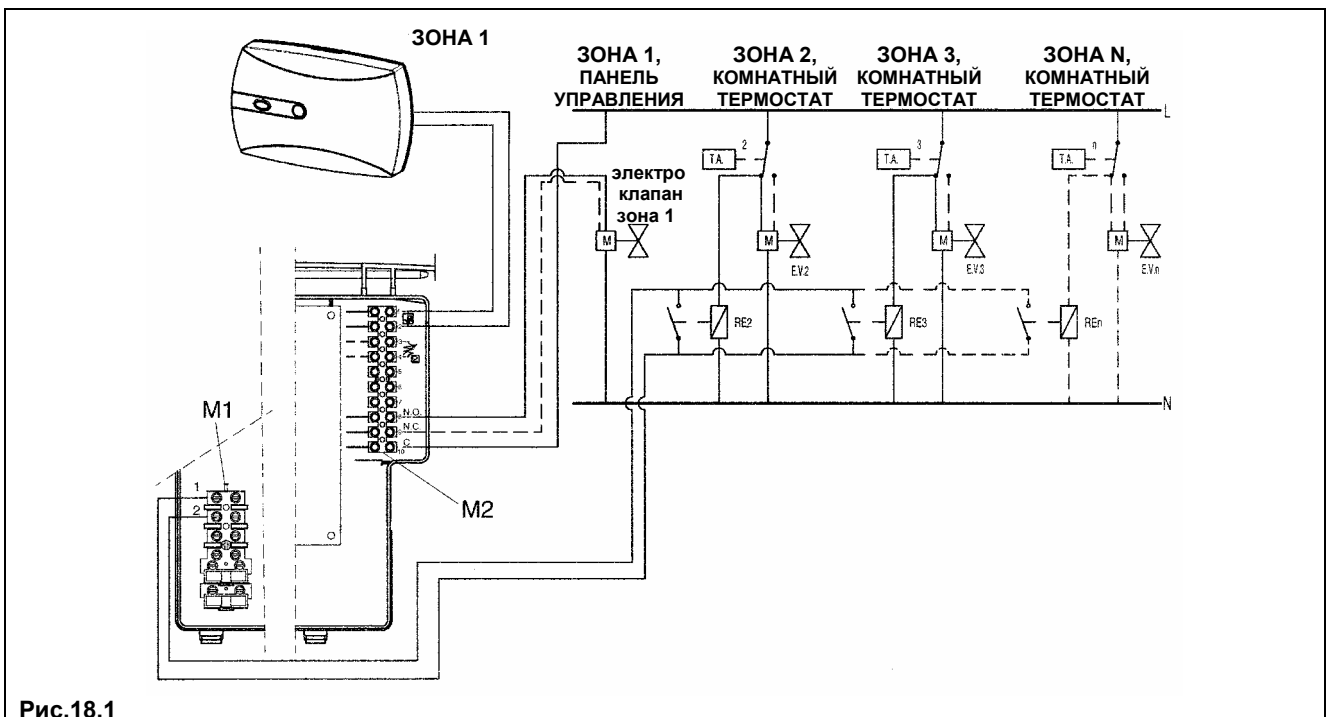 ЗОНА 1
ЗОНА 1,
ПАНЕЛЬ
УПРАВЛЕНИЯ
ЗОНА 2,
КОМНАТНЫЙ
ТЕРМОСТАТ
ЗОНА 3,
КОМНАТНЫЙ
ТЕРМОСТАТ
ЗОНА N,
КОМНАТНЫЙ
ТЕРМОСТАТ
L
T.A.
2
T.A.
3
T.A.
n
электро
клапан
зона 1
M
M
E.V.2
M
E.V.3
M
E.V.n
RE2
RE3
REn
N
N.O.
N.C.
C
10
M1
1
2
M2
Рис.18.1